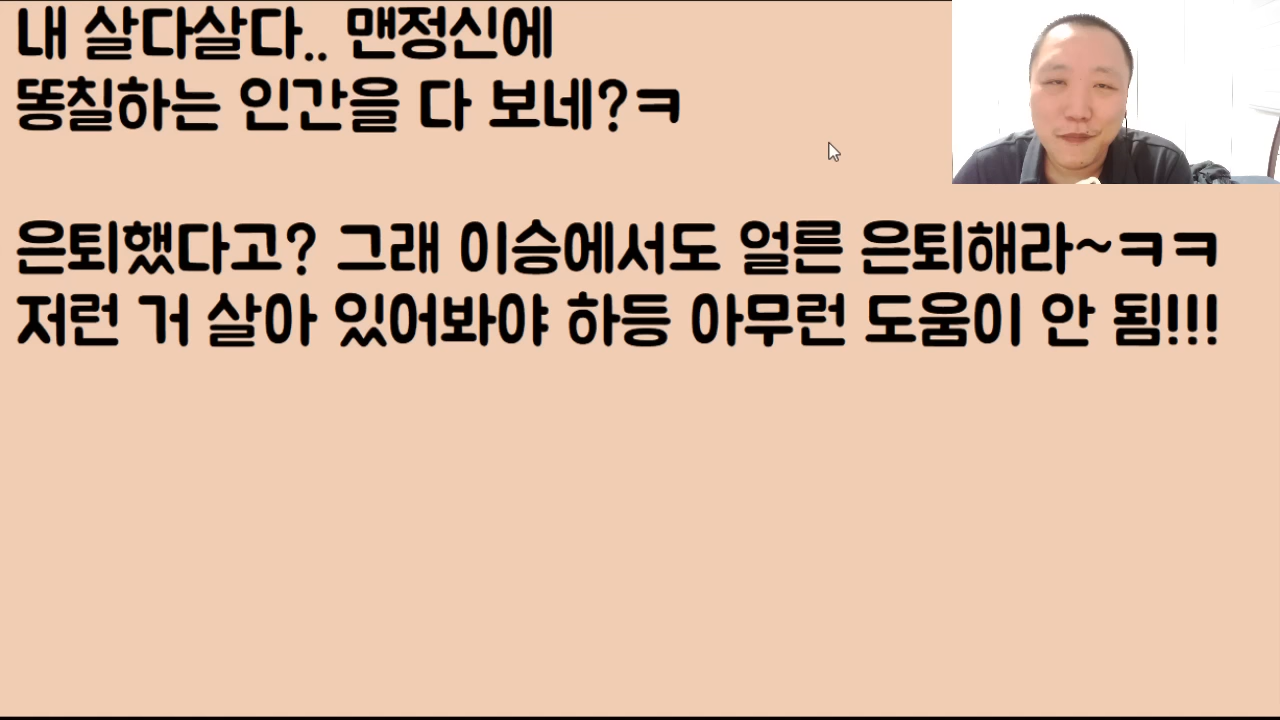 내 살다살다.. 맨정신에
똥칠하는 인간을 다 보네?ㅋ
은퇴했다고? 그래 이승에서도 얼른 은퇴해라~ㅋㅋ
저런 거 살아 있어봐야 하등 아무런 도움이 안 됨!!!